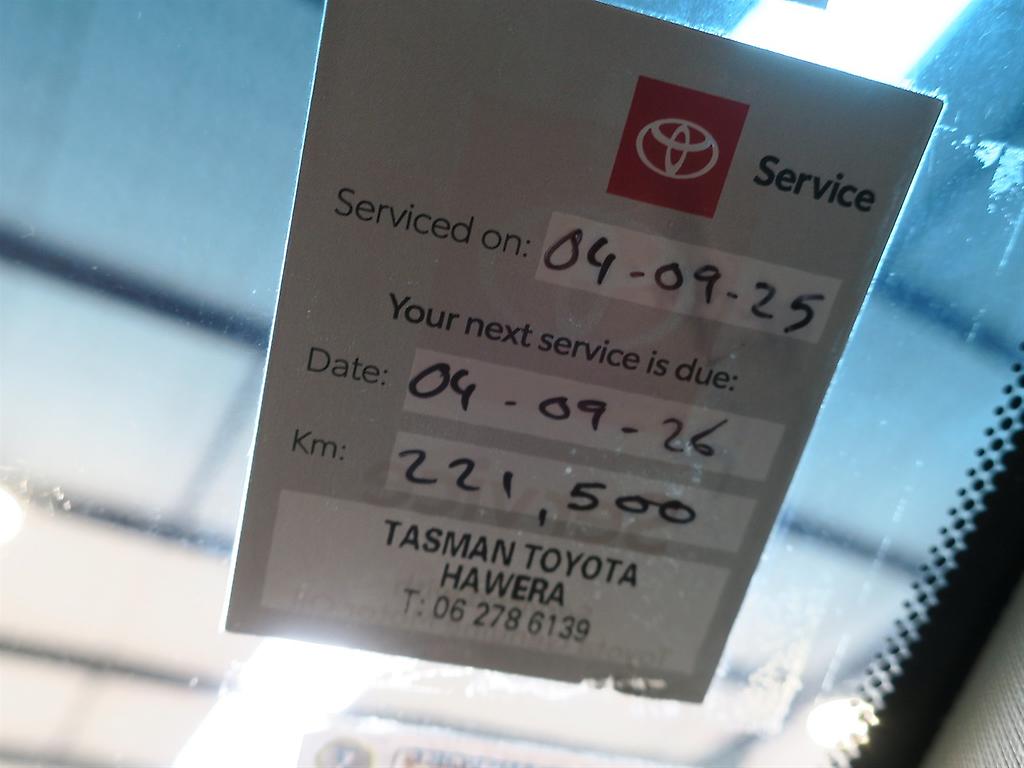 Service
Serviced on: 04-09-25
Your next service is due:
Date: 04-09-26
Km: 221,500
TASMAN TOYOTA
HAWERA
T: 06 278 6139